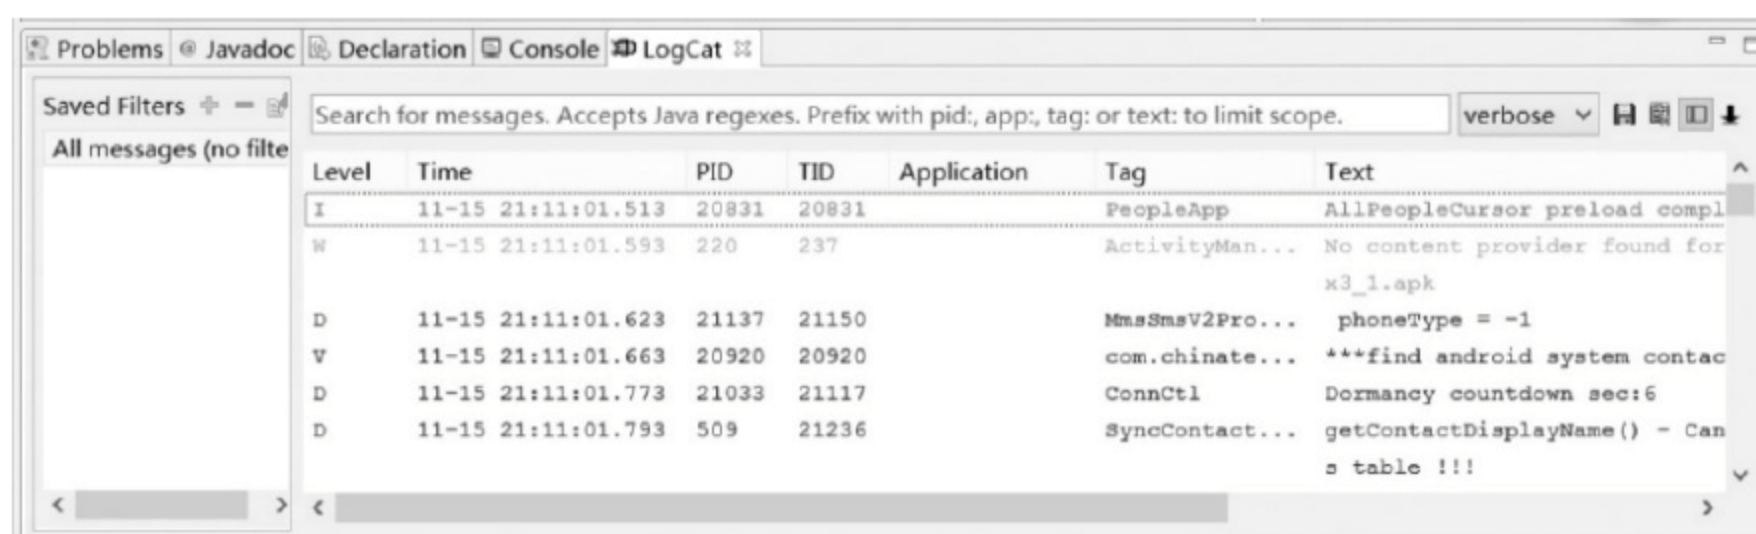 Problems @ Javadoc Declaration Console LogCat
Saved Filters
Search for messages. Accepts Java regexes. Prefix with pid:, app:, tag: or text: to limit scope. verbose
All messages (no filte
Level Time PID TID Application Tag Text
I 11-15 21:11:01.513 20831 20831 PeopleApp AllPeopleCursor preload compl
W 11-15 21:11:01.593 220 237 ActivityMan... No content provider found for
x3_1.apk
D 11-15 21:11:01.623 21137 21150 MmsSmsV2Pro... phoneType = -1
V 11-15 21:11:01.663 20920 20920 com.chinate... ***find android system contac
D 11-15 21:11:01.773 21033 21117 ConnCtl Dormancy countdown sec:6
D 11-15 21:11:01.793 509 21236 SyncContact... getContactDisplayName() - Can
s table !!!